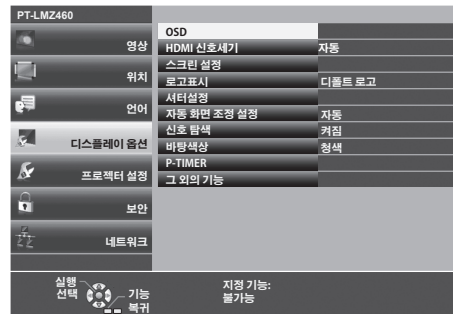 PT-LMZ460
영상
위치
언어
디스플레이 옵션
프로젝터 설정
보안
네트워크
OSD
HDMI 신호세기 자동
스크린 설정
로고표시 디폴트 로고
셔터설정
자동 화면 조정 설정 자동
신호 탐색 켜짐
바탕색상 청색
P-TIMER
그 외의 기능
실행
선택
기능
복귀
지정 기능:
불가능